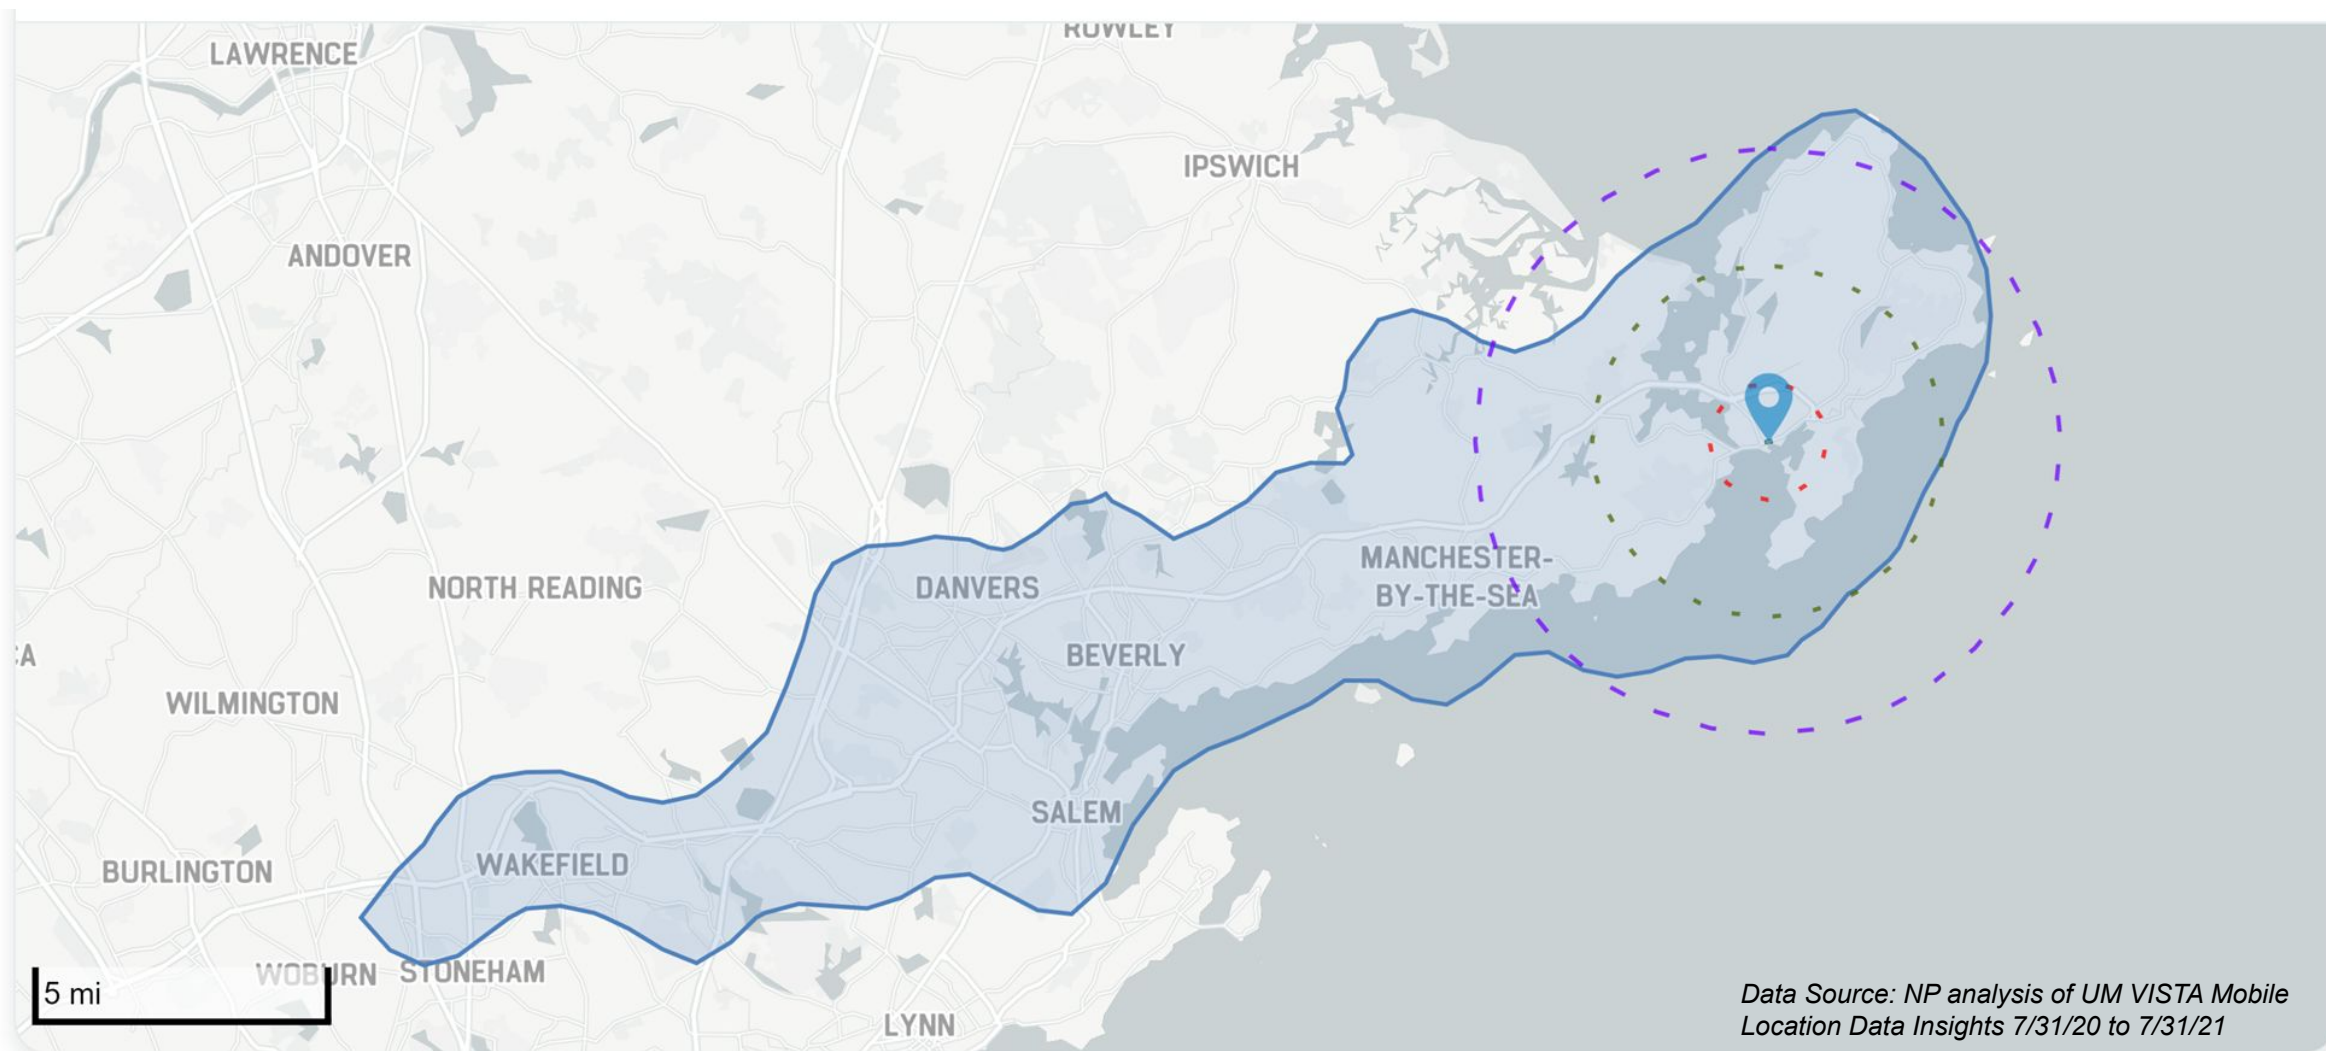 ROWLEY
LAWRENCE
IPSWICH
ANDOVER
MANCHESTER-
BY-THE-SEA
NORTH READING
DANVERS
BEVERLY
CA
WILMINGTON
SALEM
WAKEFIELD
BURLINGTON
WOBURN
STONEHAM
5 mi
LYNN
Data Source: NP analysis of UM VISTA Mobile
Location Data Insights 7/31/20 to 7/31/21